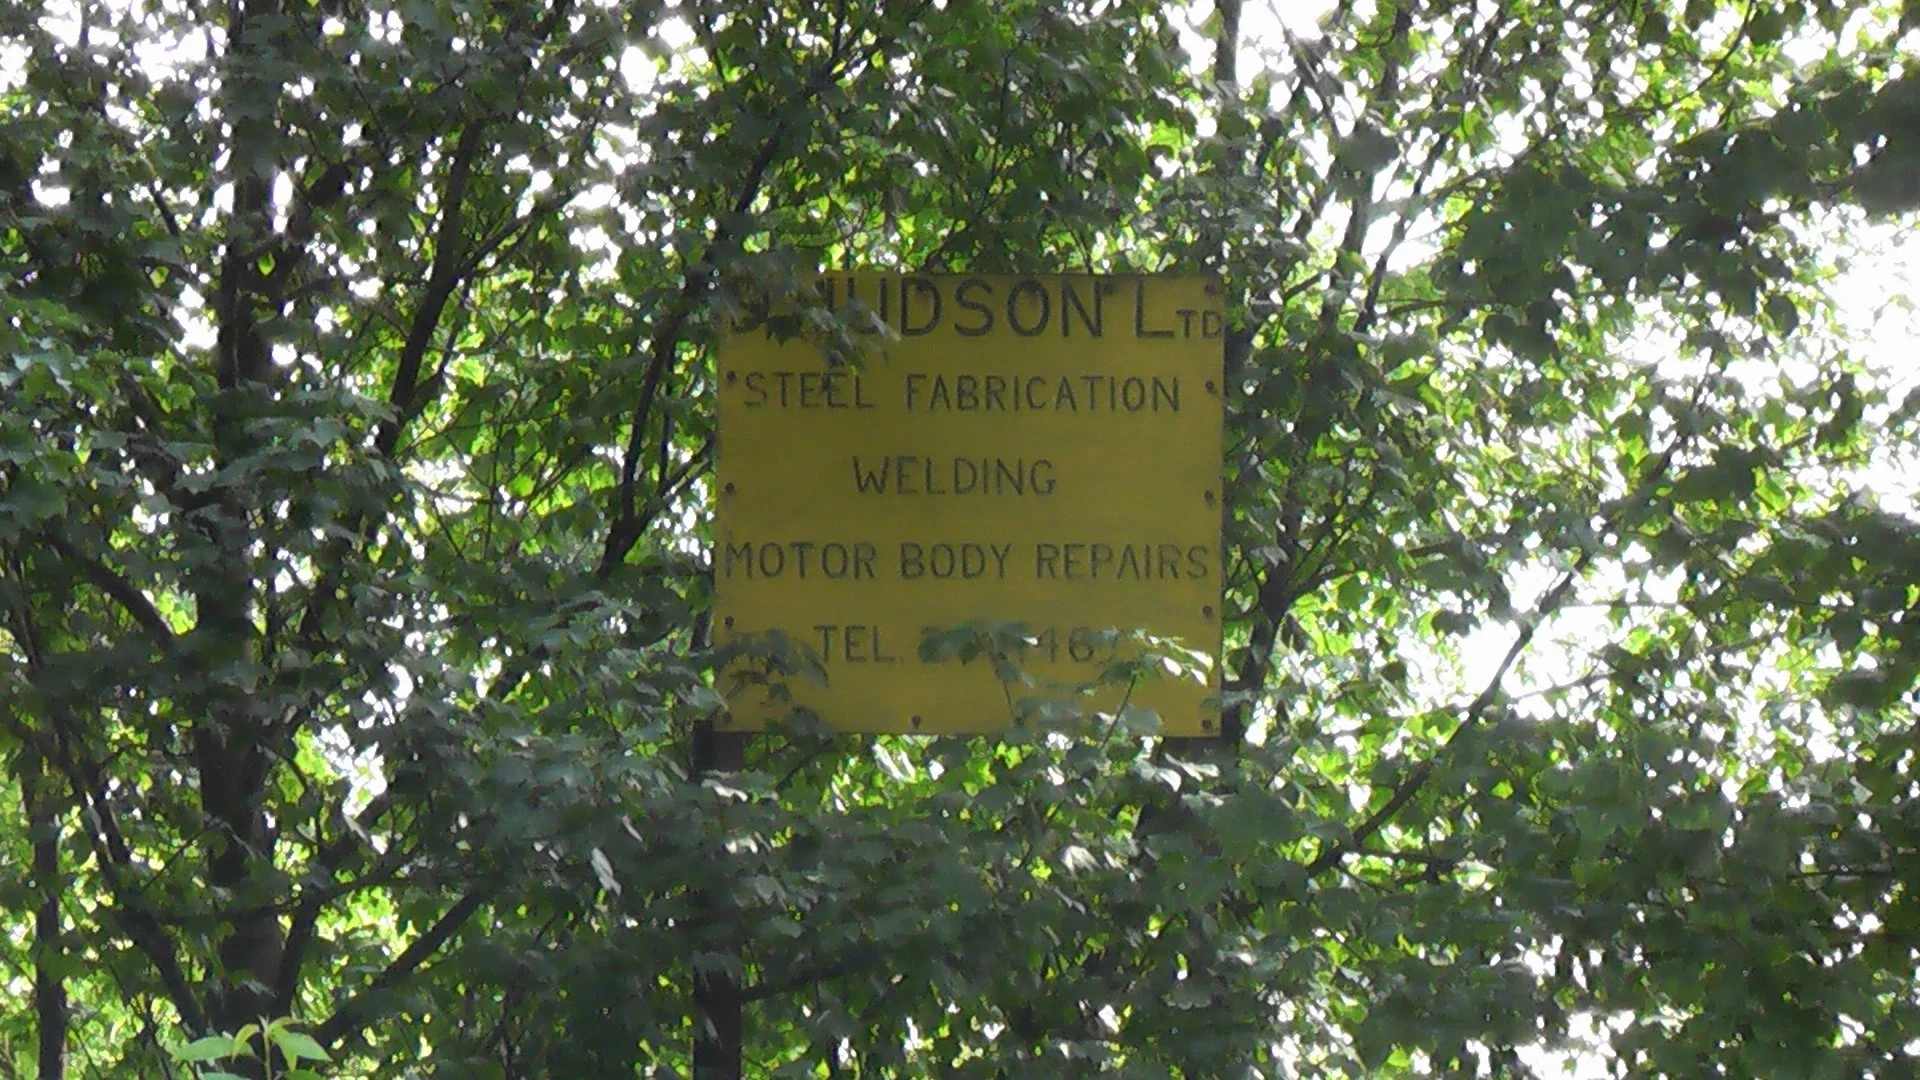 HUDSON LTD
STEEL FABRICATION
WELDING
MOTOR BODY REPAIRS
TEL